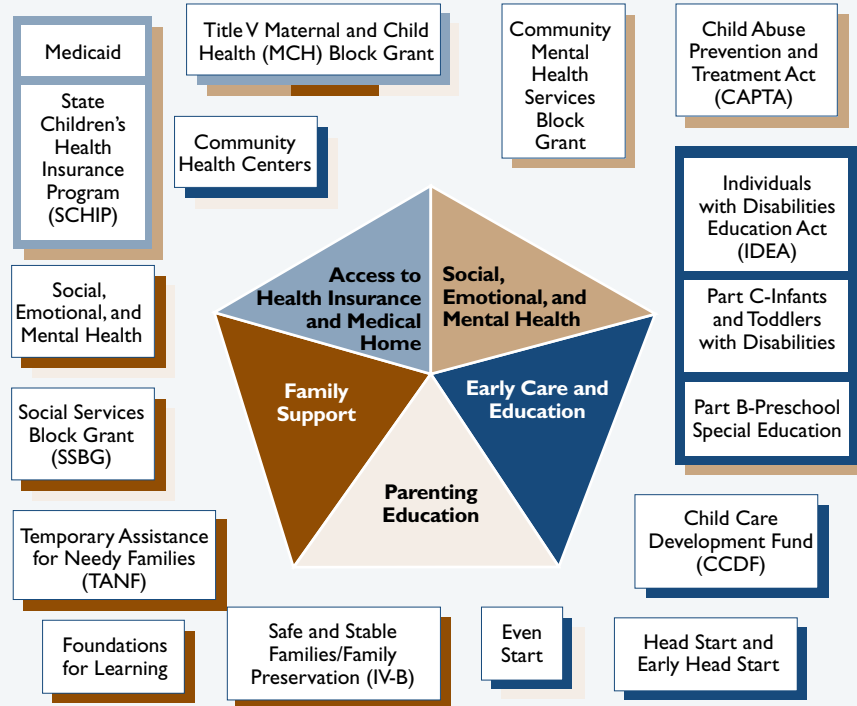 Medicaid
State
Children’s
Health
Insurance
Program
(SCHIP)
Title V Maternal and Child
Health (MCH) Block Grant
Community
Health Centers
Community
Mental
Health
Services
Block
Grant
Child Abuse
Prevention and
Treatment Act
(CAPTA)
Individuals
with Disabilities
Education Act
(IDEA)
Part C-Infants
and Toddlers
with Disabilities
Part B-Preschool
Special Education
Access to
Health Insurance
and Medical
Home
Social,
Emotional, and
Mental Health
Family
Support
Early Care and
Education
Parenting
Education
Social,
Emotional, and
Mental Health
Social Services
Block Grant
(SSBG)
Temporary Assistance
for Needy Families
(TANF)
Child Care
Development Fund
(CCDF)
Foundations
for Learning
Safe and Stable
Families/Family
Preservation (IV-B)
Even
Start
Head Start and
Early Head Start